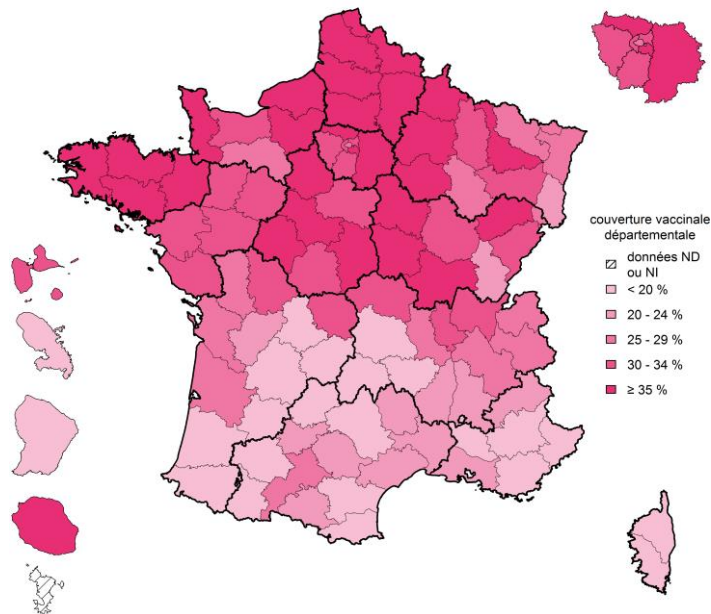 couverture vaccinale
départementale
données ND
ou NI
< 20 %
20 - 24 %
25 - 29 %
30 - 34 %
≥ 35 %